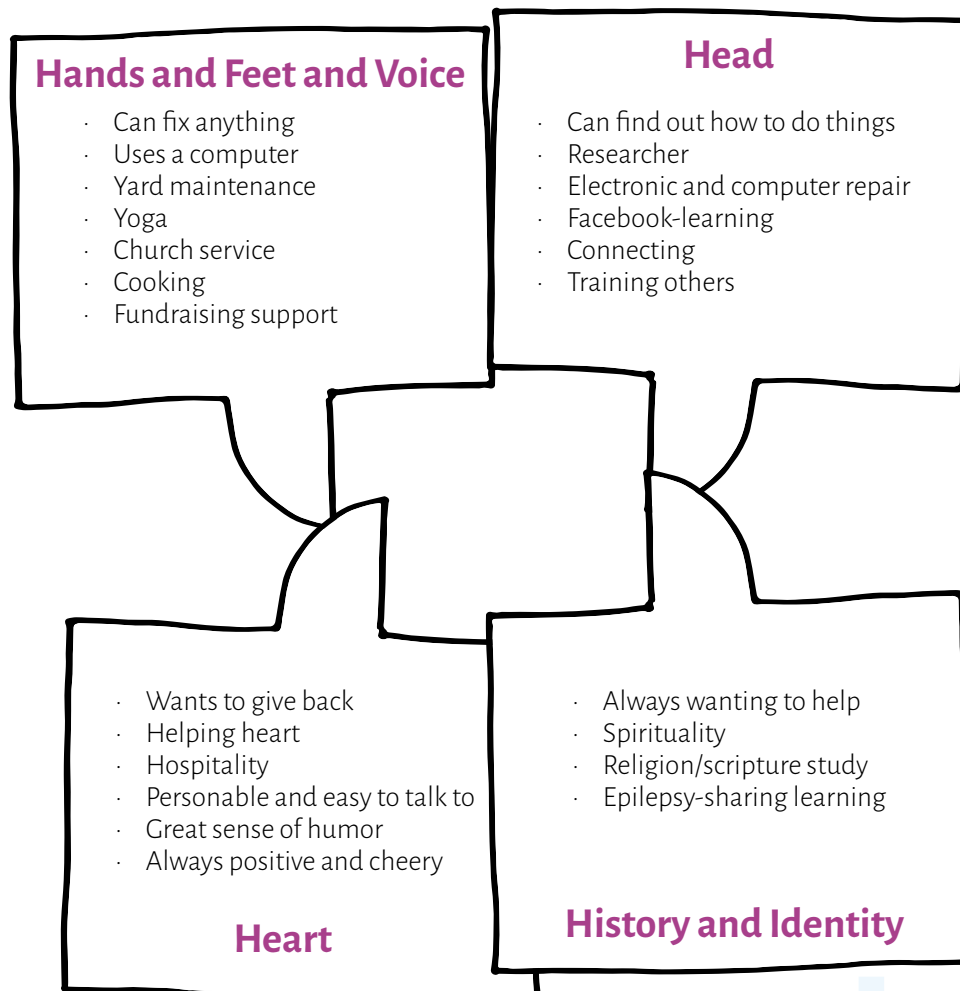 Hands and Feet and Voice
· Can fix anything
· Uses a computer
· Yard maintenance
· Yoga
· Church service
· Cooking
· Fundraising support
Head
· Can find out how to do things
· Researcher
· Electronic and computer repair
· Facebook-learning
· Connecting
· Training others
· Wants to give back
· Helping heart
· Hospitality
· Personable and easy to talk to
· Great sense of humor
· Always positive and cheery
Heart
· Always wanting to help
· Spirituality
· Religion/scripture study
· Epilepsy-sharing learning
History and Identity